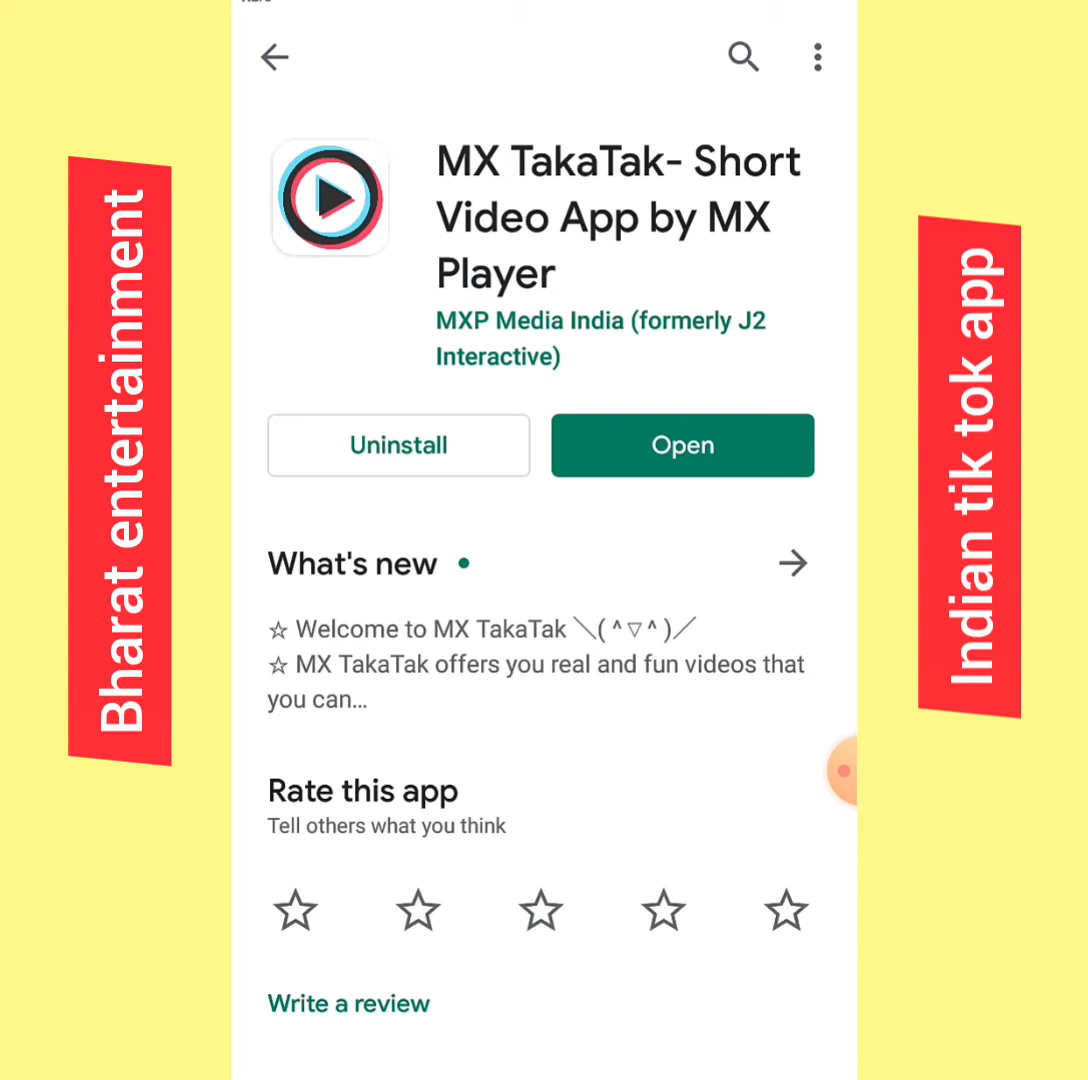 MX TakaTak- Short
Video App by MX
Player
MXP Media India (formerly J2
Interactive)
Uninstall
Open
What's new
☆ Welcome to MX TakaTak ＼( ^ ▽ ^ )／
☆ MX TakaTak offers you real and fun videos that
you can...
Rate this app
Tell others what you think
Write a review
Bharat entertainment
Indian tik tok app